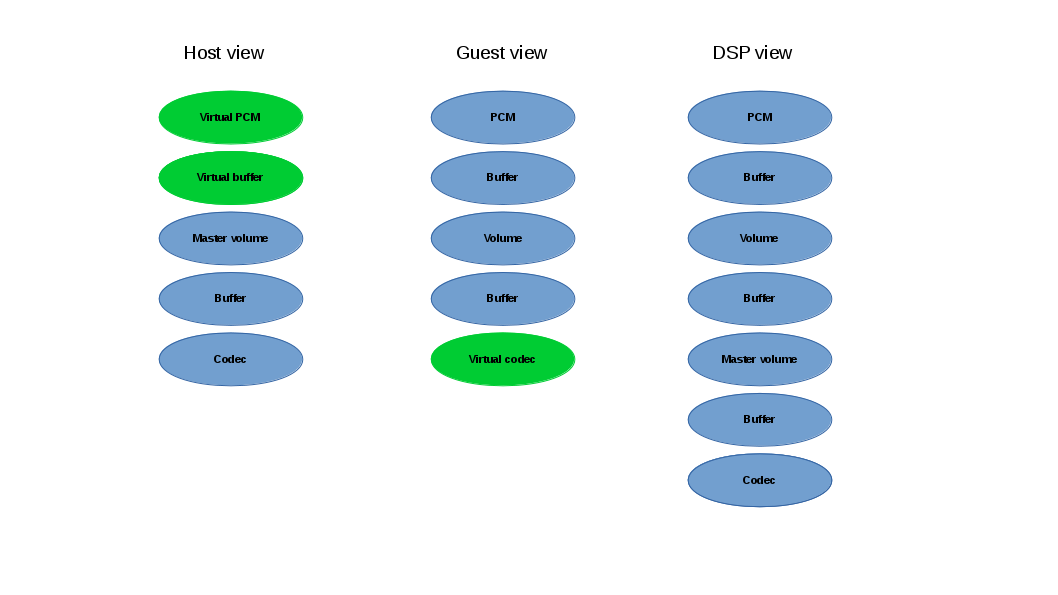 Host view
Virtual PCM
Virtual buffer
Master volume
Buffer
Codec
Guest view
PCM
Buffer
Volume
Buffer
Virtual codec
DSP view
PCM
Buffer
Volume
Buffer
Master volume
Buffer
Codec